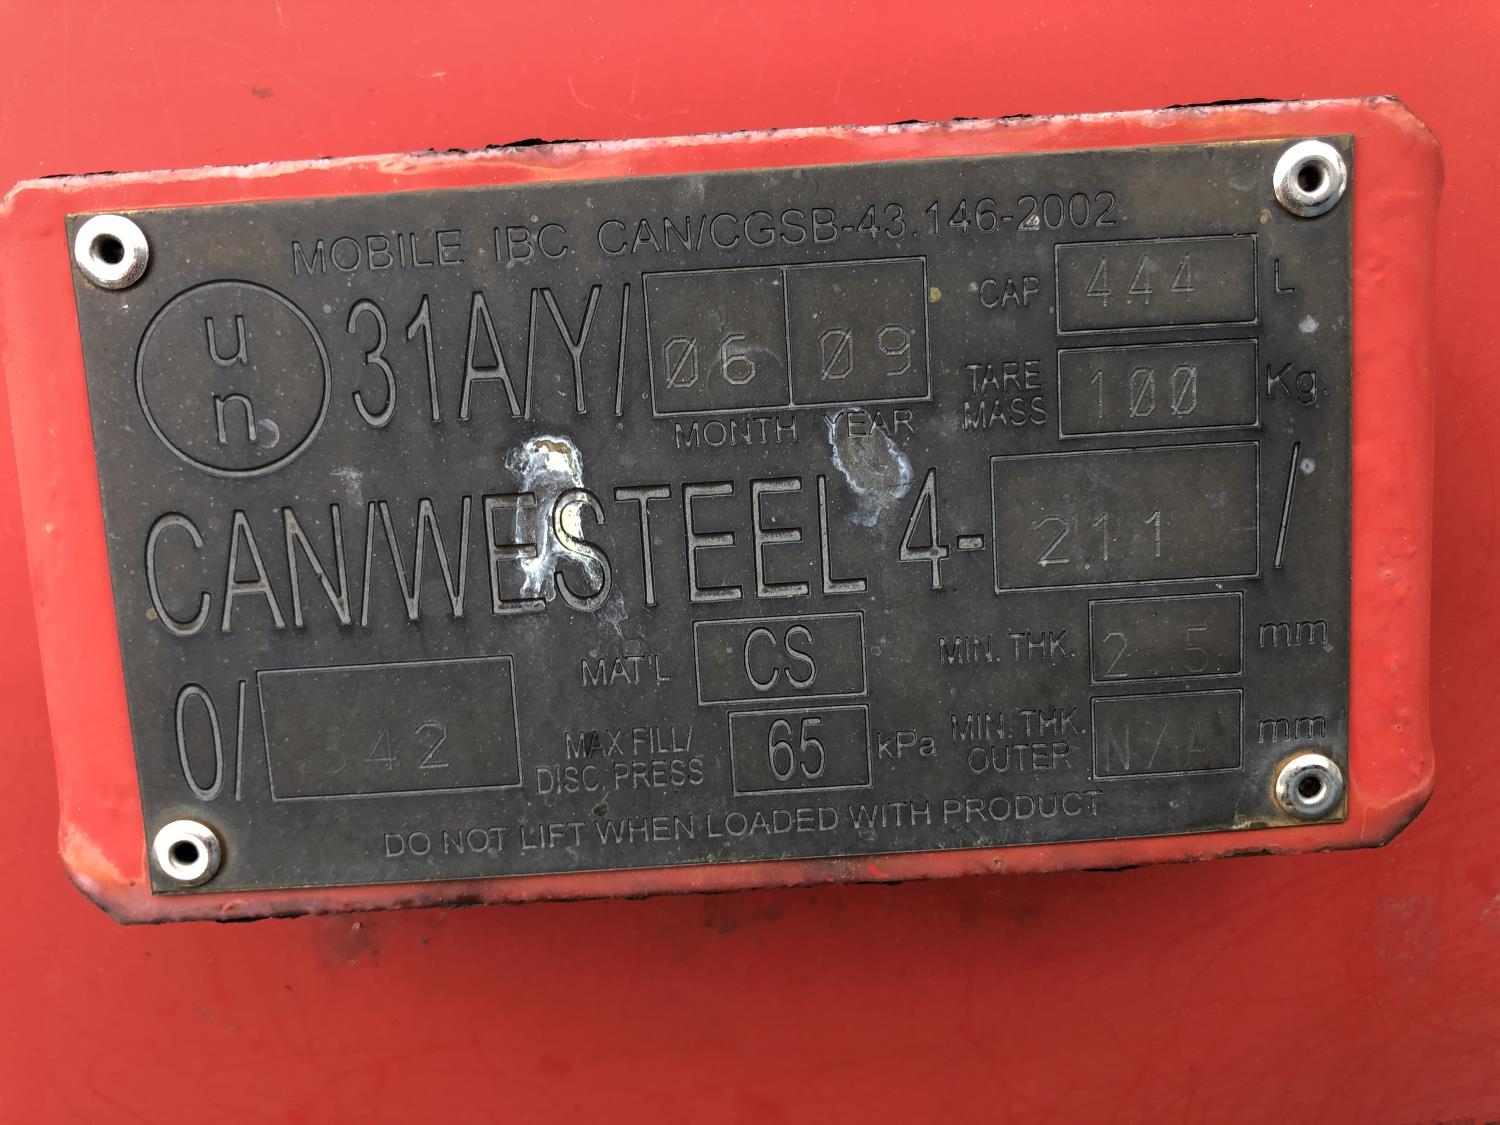 MOBILE IBC CAN/CGSB-43.146-2002
un 31A/Y/ 06 09
MONTH YEAR
CAP 444 L
TARE MASS 100 Kg.
CAN/WESTEEL 4- 211 /
0/ 342
MAT'L CS
MIN. THK. 2.5 mm
MAX FILL/
DISC. PRESS 65 kPa
MIN. THK.
OUTER N/A mm
DO NOT LIFT WHEN LOADED WITH PRODUCT